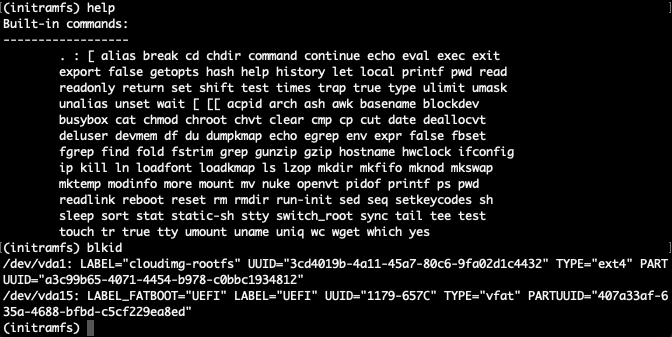 (initramfs) help
Built-in commands:
------------------
. : [ alias break cd chdir command continue echo eval exec exit
export false getopts hash help history let local printf pwd read
readonly return set shift test times trap true type ulimit umask
unalias unset wait [ [[ acpid arch ash awk basename blockdev
busybox cat chmod chroot chvt clear cmp cp cut date deallocvt
deluser devmem df du dumpkmap echo egrep env expr false fbset
fgrep find fold fstrim grep gunzip gzip hostname hwclock ifconfig
ip kill ln loadfont loadkmap ls lzop mkdir mkfifo mknod mkswap
mktemp modinfo more mount mv nuke openvt pidof printf ps pwd
readlink reboot reset rm rmdir run-init sed seq setkeycodes sh
sleep sort stat static-sh stty switch_root sync tail tee test
touch tr true tty umount uname uniq wc wget which yes
(initramfs) blkid
/dev/vda1: LABEL="cloudimg-rootfs" UUID="3cd4019b-4a11-45a7-80c6-9fa02d1c4432" TYPE="ext4" PART
UUID="a3c99b65-4071-4454-b978-c0bbc1934812"
/dev/vda15: LABEL_FATBOOT="UEFI" LABEL="UEFI" UUID="1179-657C" TYPE="vfat" PARTUUID="407a33af-6
35a-4688-bfbd-c5cf229ea8ed"
(initramfs)